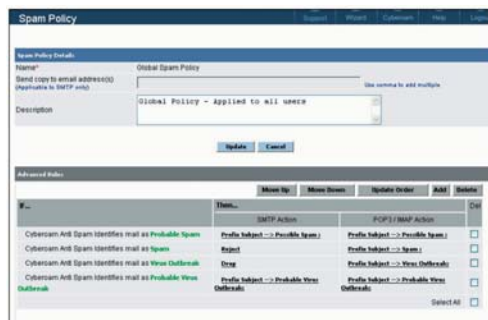 Spam Policy
Support Wizard Cyberoam Help Logout
Spam Policy Details
Name* Global Spam Policy
Send copy to email address(s)
(Applicable to SMTP only) Use comma to add multiple
Description Global Policy - Applied to all users
Update Cancel
Advanced Rules
Move Up Move Down Update Order Add Delete
If... Then... Del
SMTP Action POP3 / IMAP Action
Cyberoam Anti Spam Identifies mail as Probable Spam Prefix Subject --> Possible Spam : Prefix Subject --> Possible Spam :
Cyberoam Anti Spam Identifies mail as Spam Reject Prefix Subject --> Spam :
Cyberoam Anti Spam Identifies mail as Virus Outbreak Drop Prefix Subject --> Virus Outbreak:
Cyberoam Anti Spam Identifies mail as Probable Virus Prefix Subject --> Probable Virus Prefix Subject --> Probable Virus
Outbreak Outbreak: Outbreak:
Select All